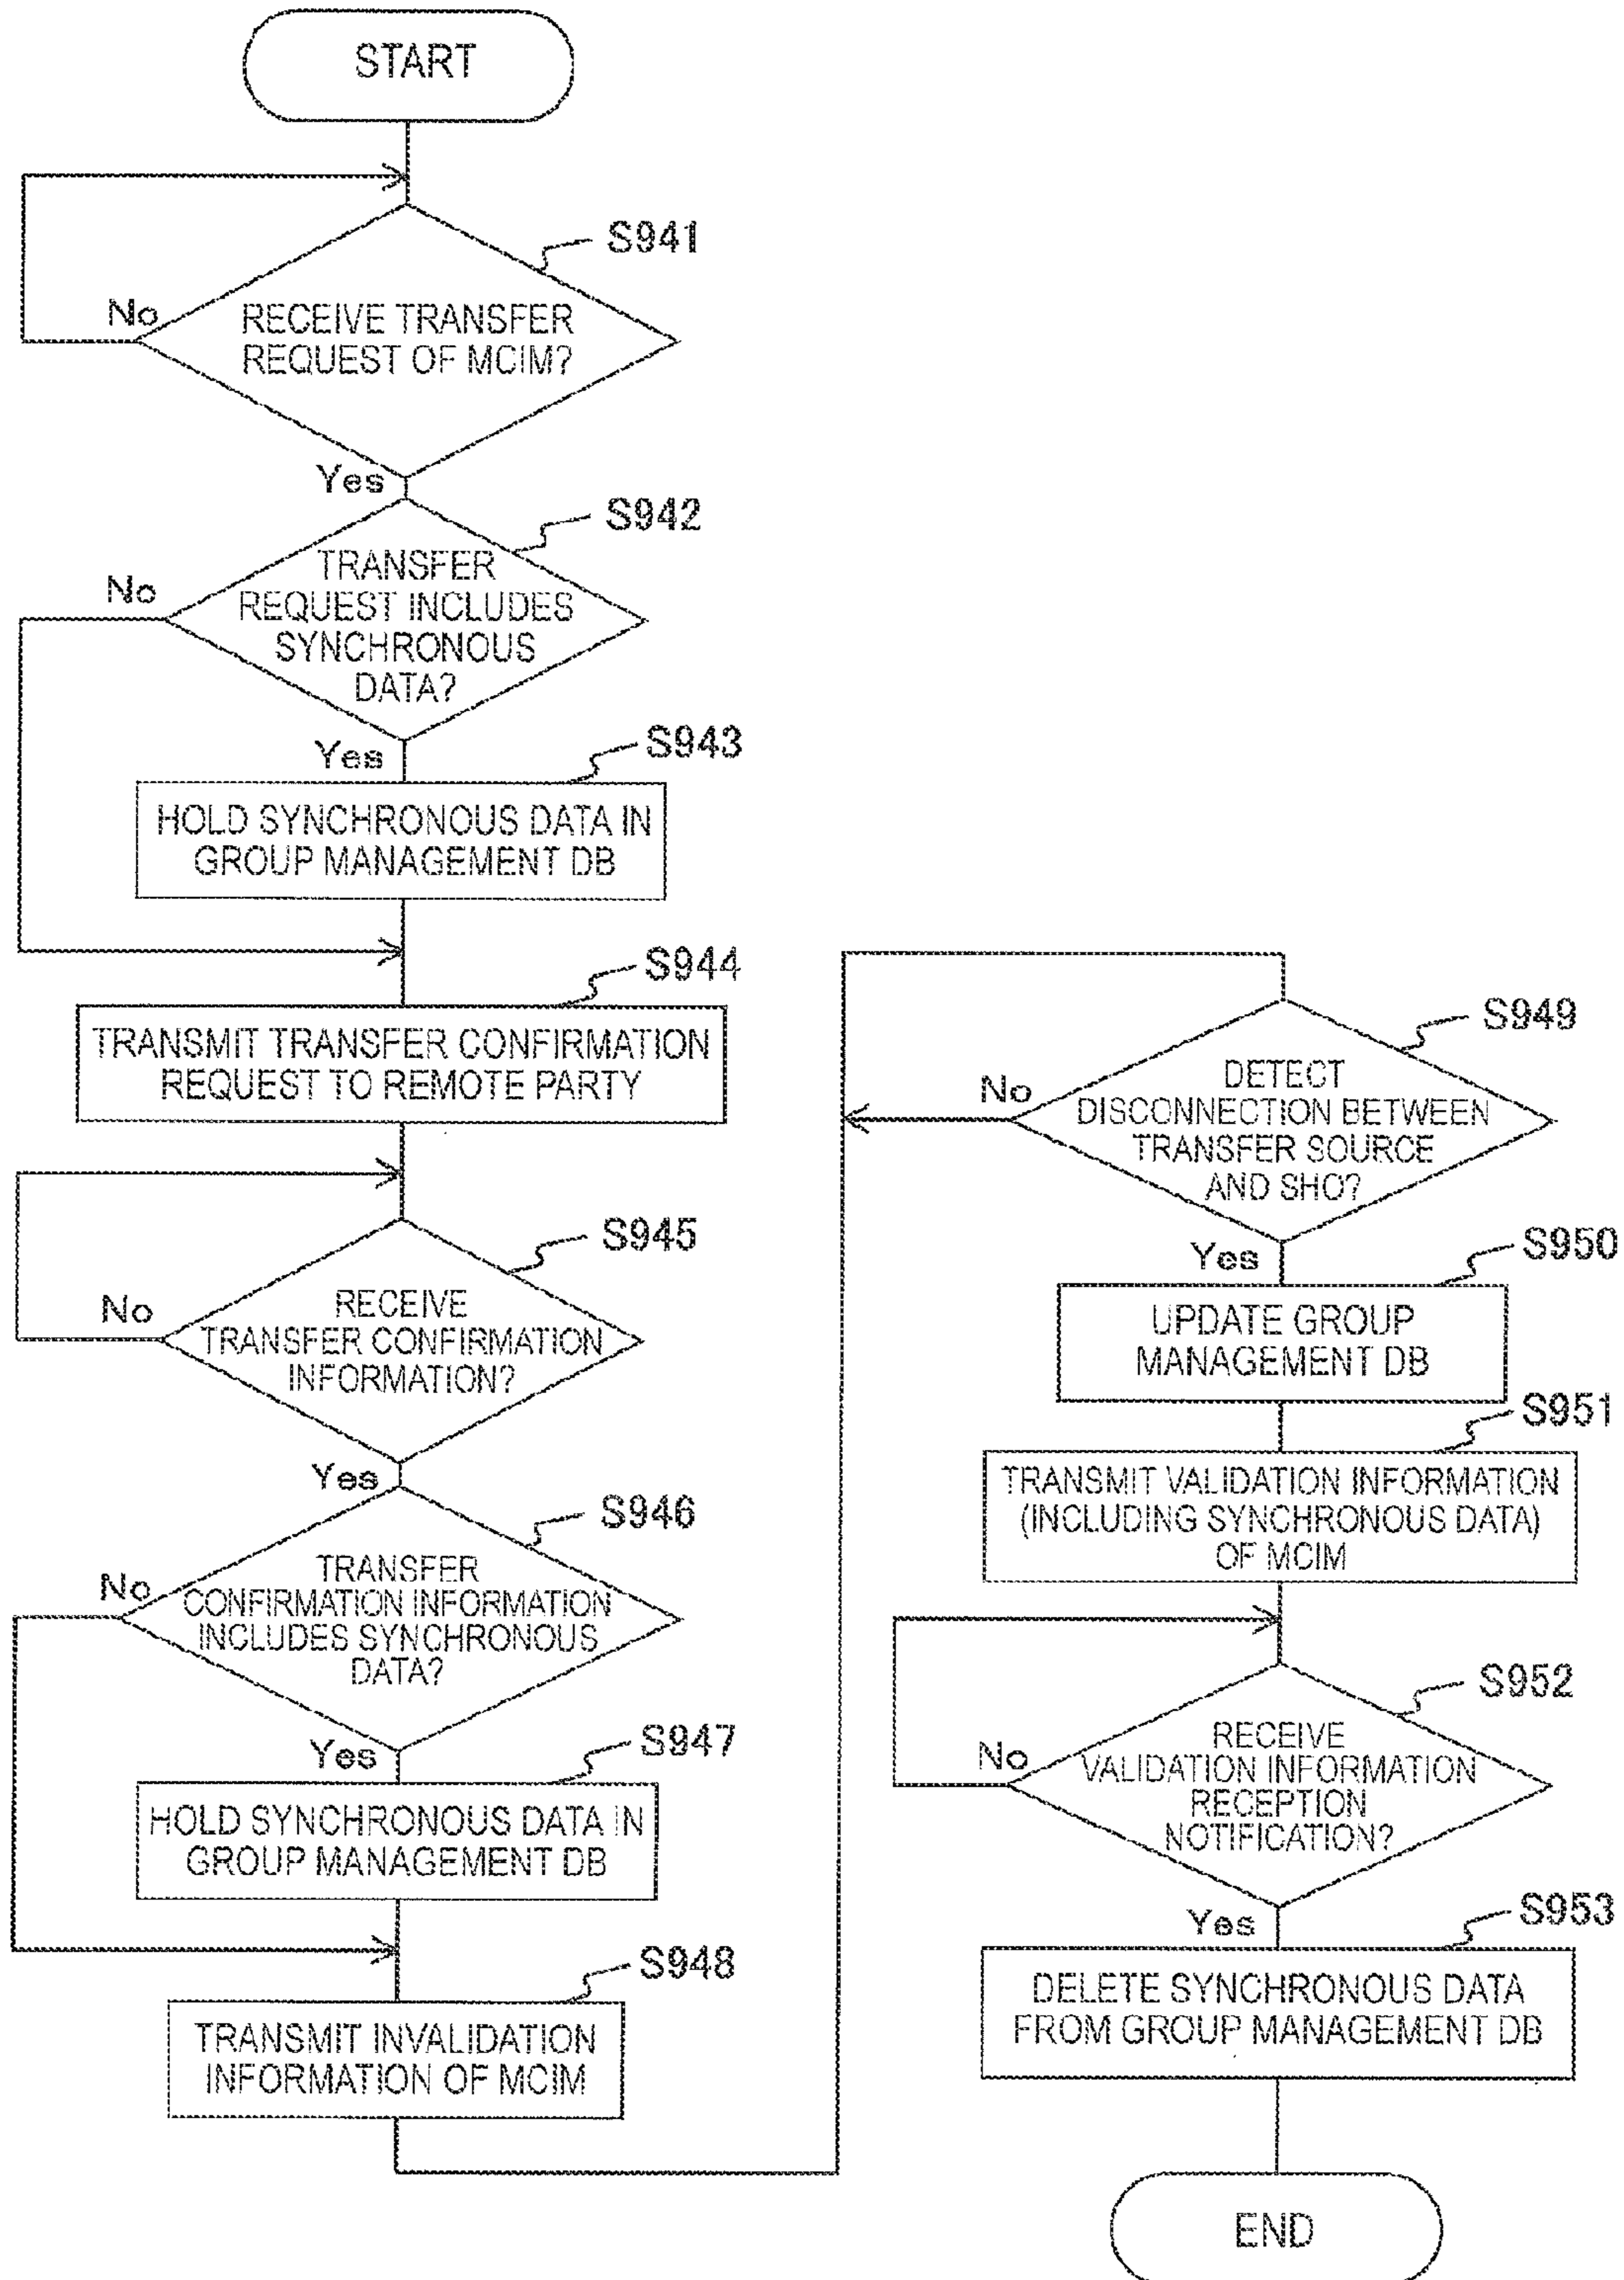 START
S941
No
RECEIVE TRANSFER
REQUEST OF MCIM?
Yes
S942
No
TRANSFER
REQUEST INCLUDES
SYNCHRONOUS
DATA?
Yes
S943
HOLD SYNCHRONOUS DATA IN
GROUP MANAGEMENT DB
S944
TRANSMIT TRANSFER CONFIRMATION
REQUEST TO REMOTE PARTY
S945
No
RECEIVE
TRANSFER CONFIRMATION
INFORMATION?
Yes
S946
No
TRANSFER
CONFIRMATION INFORMATION
INCLUDES SYNCHRONOUS
DATA?
Yes
S947
HOLD SYNCHRONOUS DATA IN
GROUP MANAGEMENT DB
S948
TRANSMIT INVALIDATION
INFORMATION OF MCIM
S949
No
DETECT
DISCONNECTION BETWEEN
TRANSFER SOURCE
AND SHO?
Yes
S950
UPDATE GROUP
MANAGEMENT DB
S951
TRANSMIT VALIDATION INFORMATION
(INCLUDING SYNCHRONOUS DATA)
OF MCIM
S952
No
RECEIVE
VALIDATION INFORMATION
RECEPTION
NOTIFICATION?
Yes
S953
DELETE SYNCHRONOUS DATA
FROM GROUP MANAGEMENT DB
END